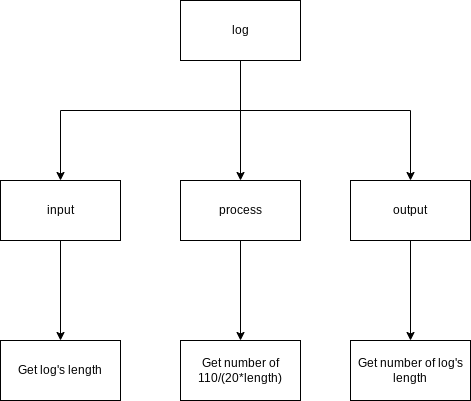 log
input
process
output
Get log's length
Get number of
110/(20*length)
Get number of log's
length